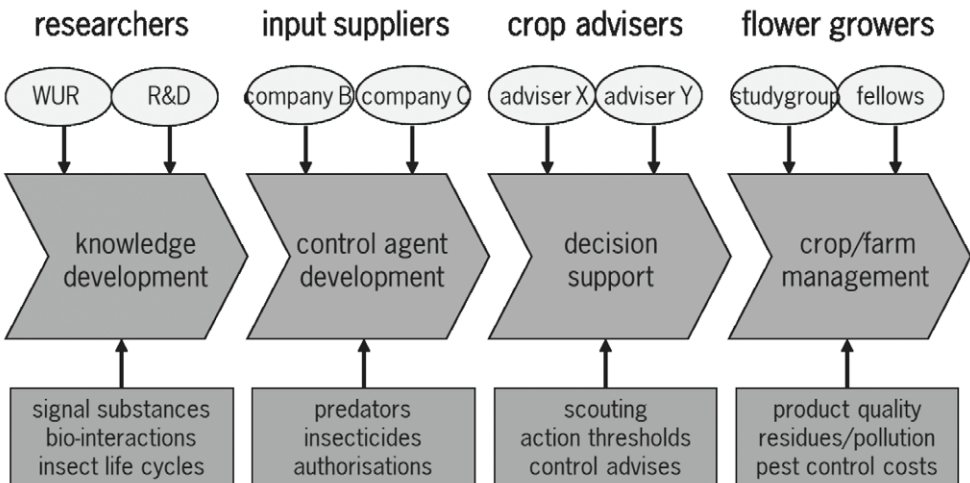 researchers
input suppliers
crop advisers
flower growers
WUR
R&D
company B
company C
adviser X
adviser Y
studygroup
fellows
knowledge
development
control agent
development
decision
support
crop/farm
management
signal substances
bio-interactions
insect life cycles
predators
insecticides
authorisations
scouting
action thresholds
control advises
product quality
residues/pollution
pest control costs